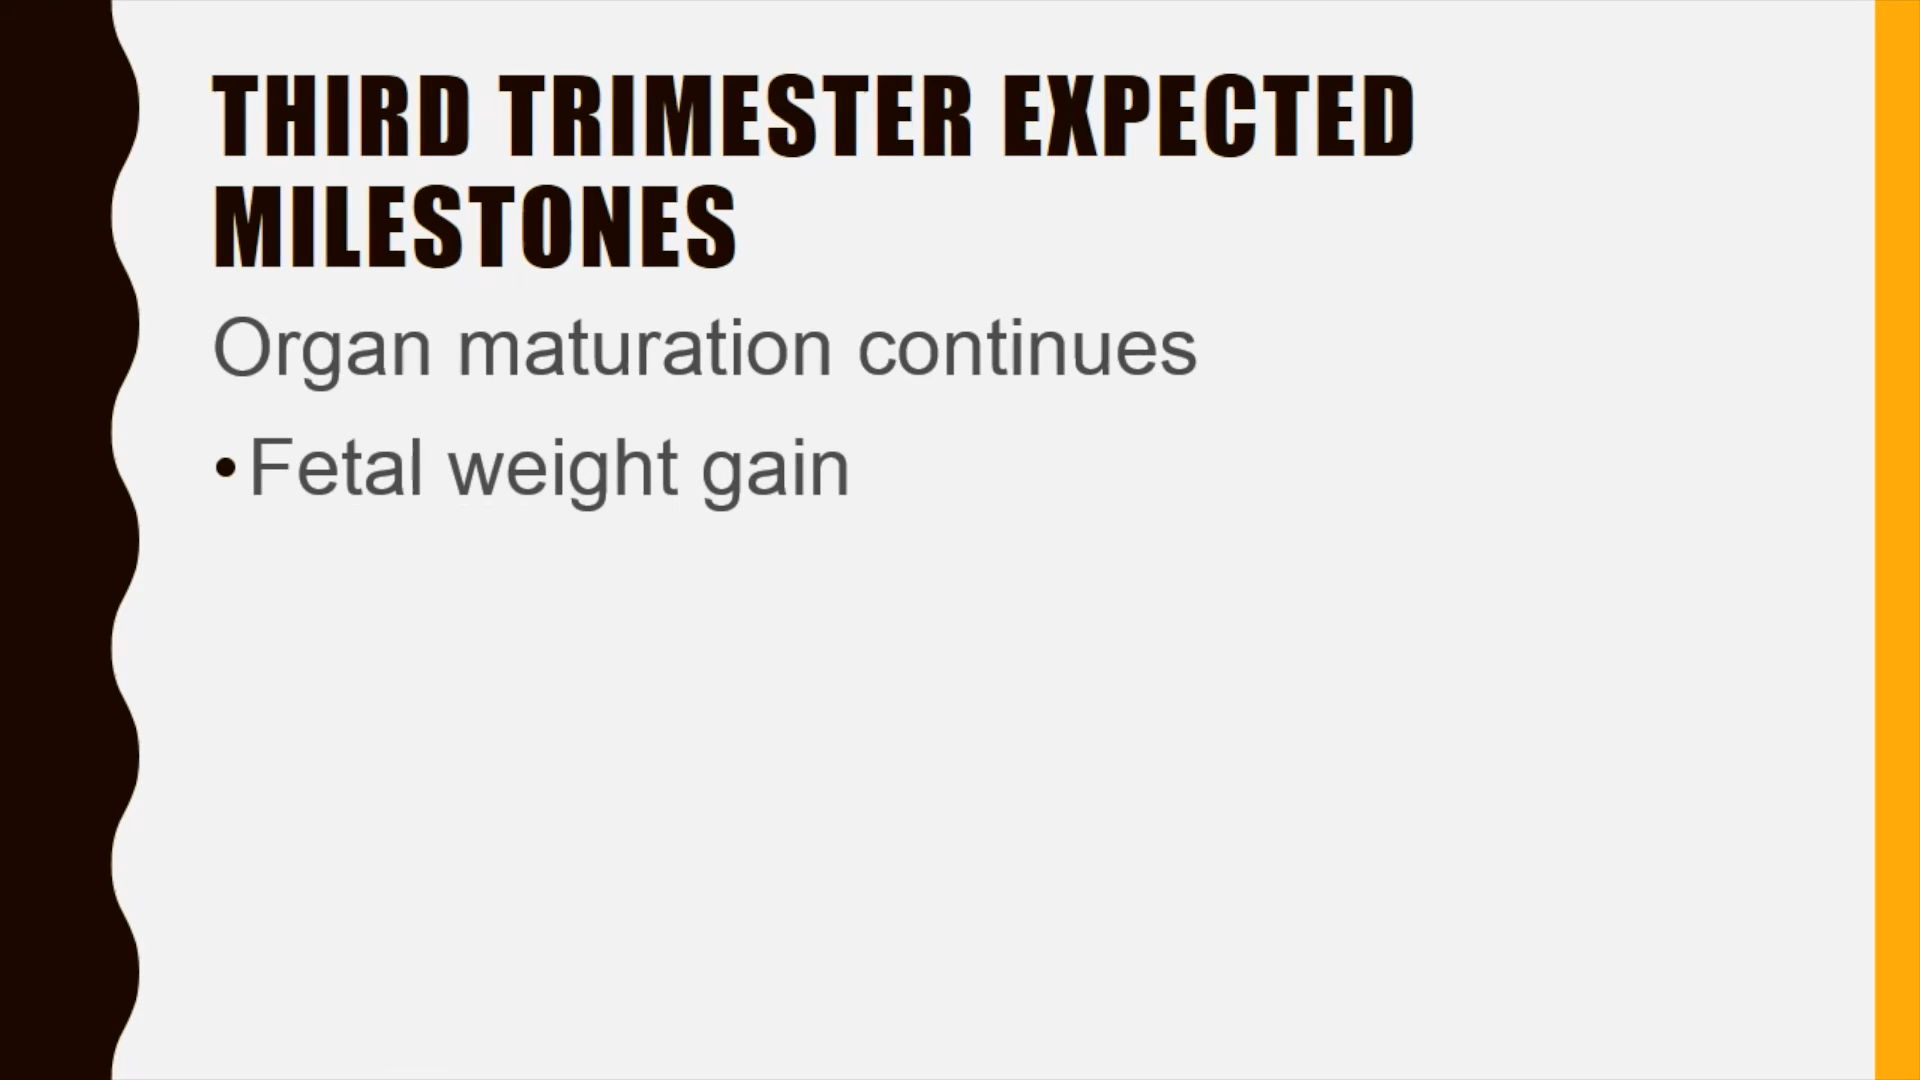 THIRD TRIMESTER EXPECTED
MILESTONES
Organ maturation continues
•Fetal weight gain